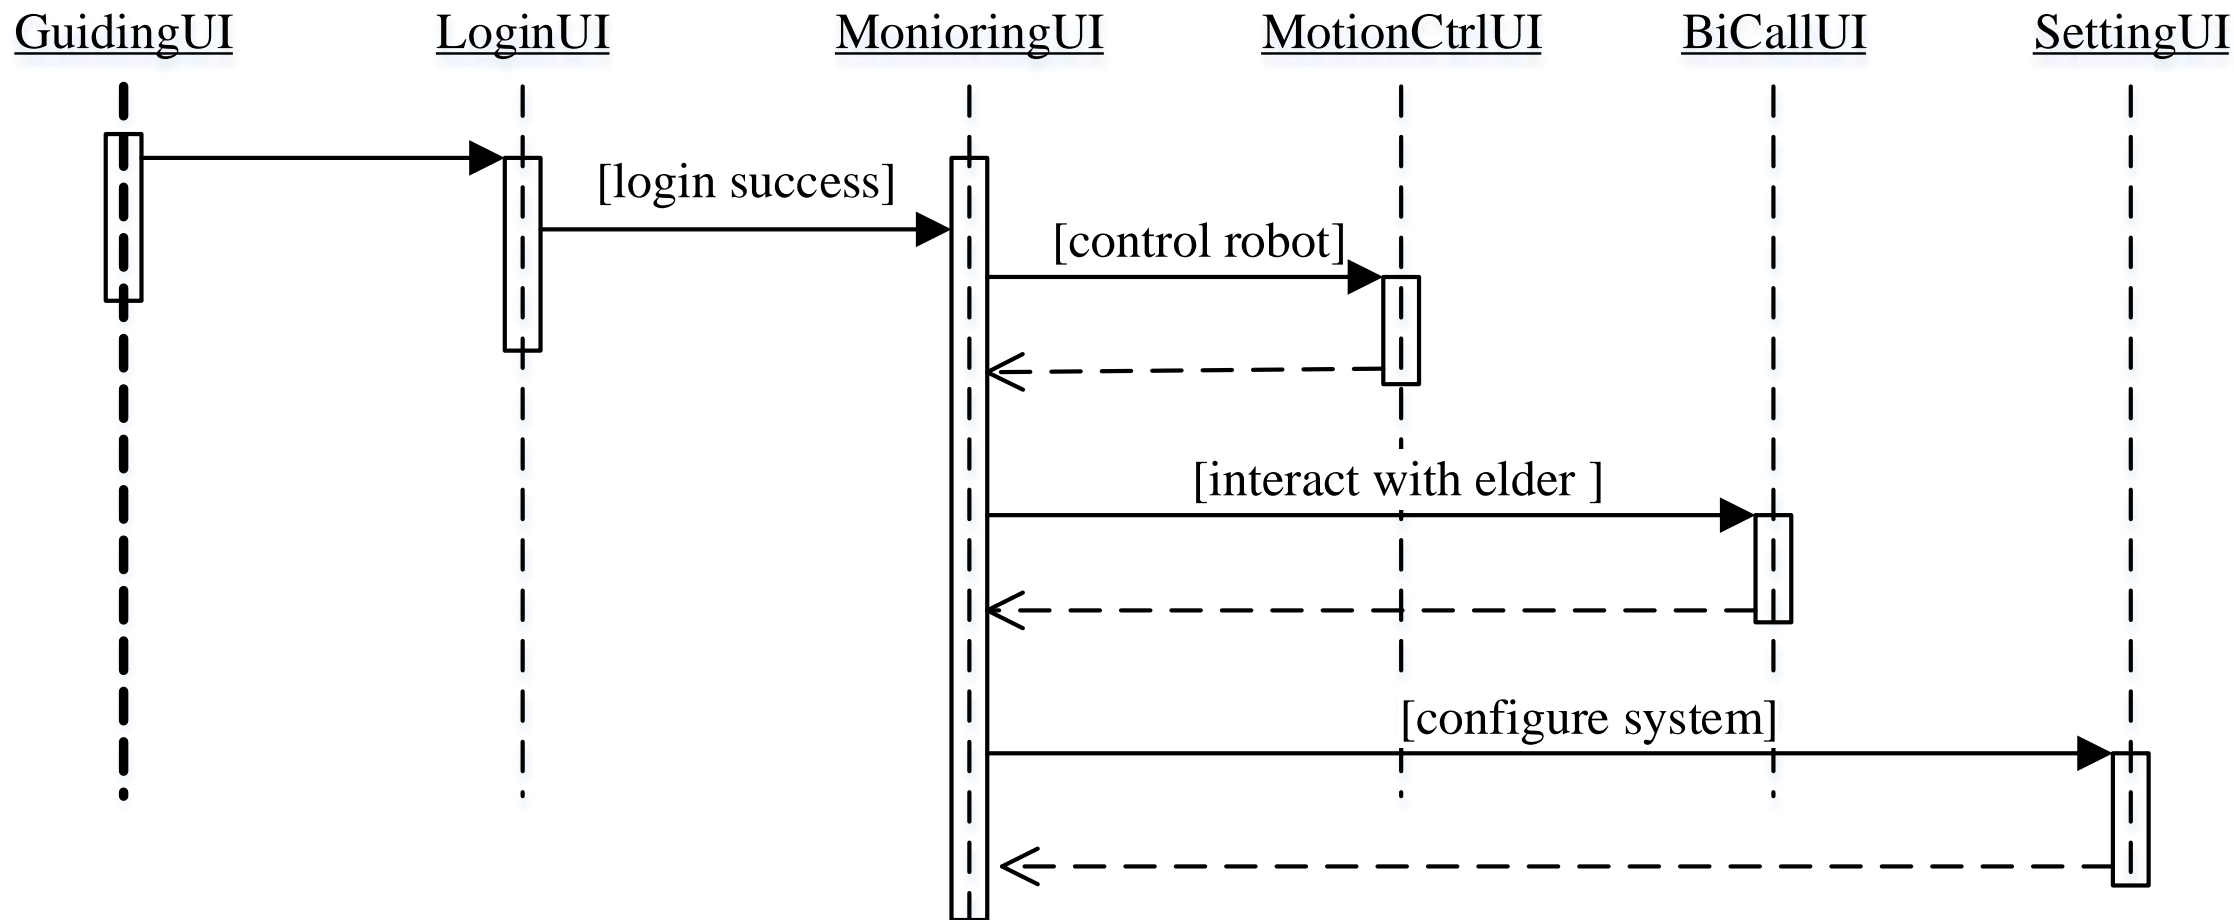 GuidingUI LoginUI MonioringUI MotionCtrlUI BiCallUI SettingUI
[login success]
[control robot]
[interact with elder ]
[configure system]